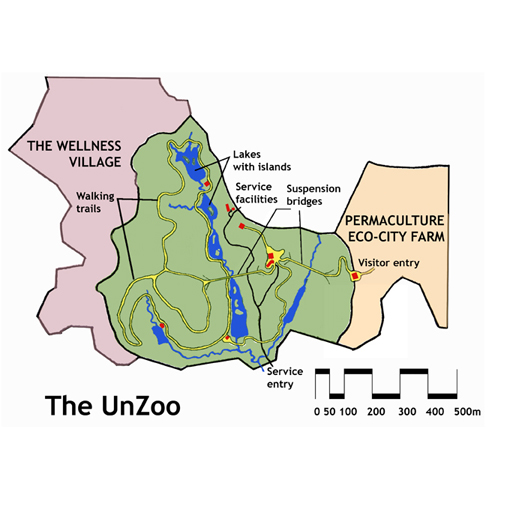 THE WELLNESS
VILLAGE
Lakes
with islands
Service
facilities
Suspension
bridges
Walking
trails
PERMACULTURE
ECO-CITY FARM
Visitor entry
Service
entry
The UnZoo
0 50 100 200 300 400 500m